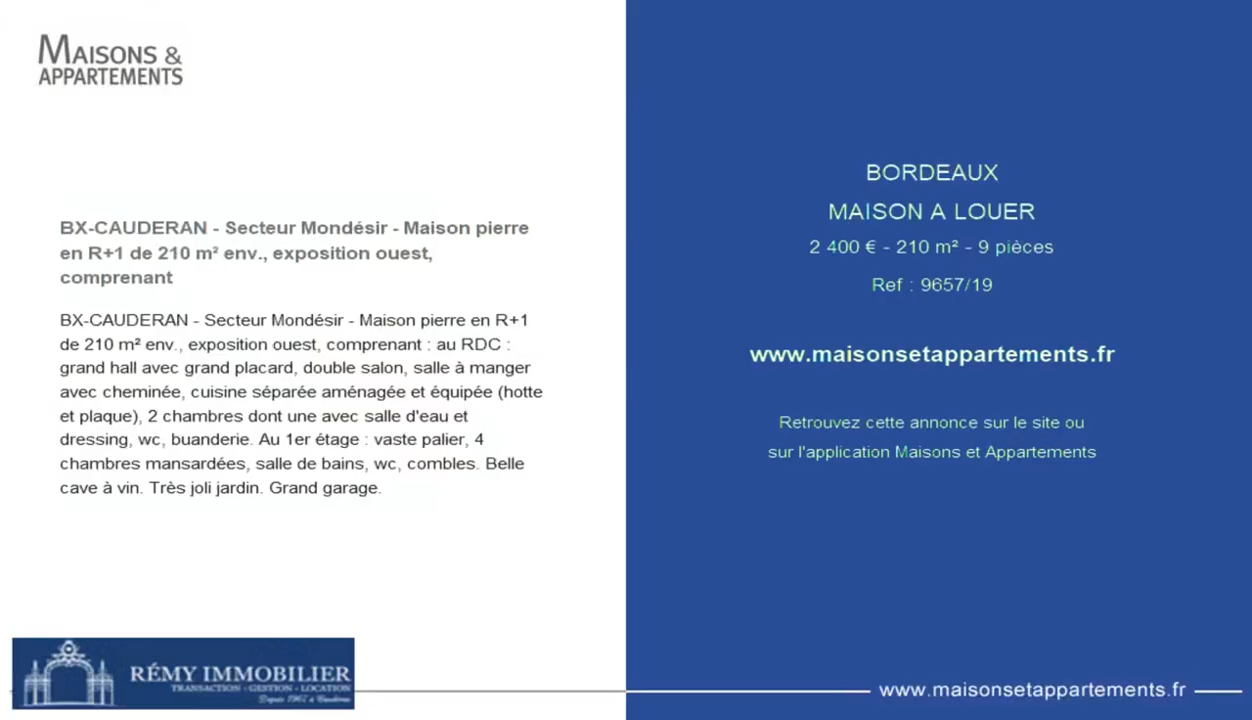 MAISONS &
APPARTEMENTS
BX-CAUDERAN - Secteur Mondésir - Maison pierre
en R+1 de 210 m² env., exposition ouest,
comprenant
BX-CAUDERAN - Secteur Mondésir - Maison pierre en R+1
de 210 m² env., exposition ouest, comprenant : au RDC :
grand hall avec grand placard, double salon, salle à manger
avec cheminée, cuisine séparée aménagée et équipée (hotte
et plaque), 2 chambres dont une avec salle d'eau et
dressing, wc, buanderie. Au 1er étage : vaste palier, 4
chambres mansardées, salle de bains, wc, combles. Belle
cave à vin. Très joli jardin. Grand garage.
RÉMY IMMOBILIER
TRANSACTION - GESTION - LOCATION
Depuis 1967 à Caudéran
BORDEAUX
MAISON A LOUER
2 400 € - 210 m² - 9 pièces
Ref : 9657/19
www.maisonsetappartements.fr
Retrouvez cette annonce sur le site ou
sur l'application Maisons et Appartements
www.maisonsetappartements.fr